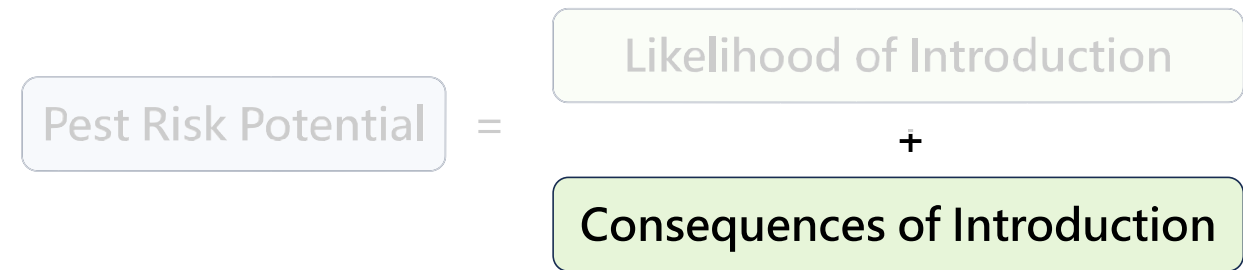 Likelihood of Introduction
Pest Risk Potential =
+
Consequences of Introduction